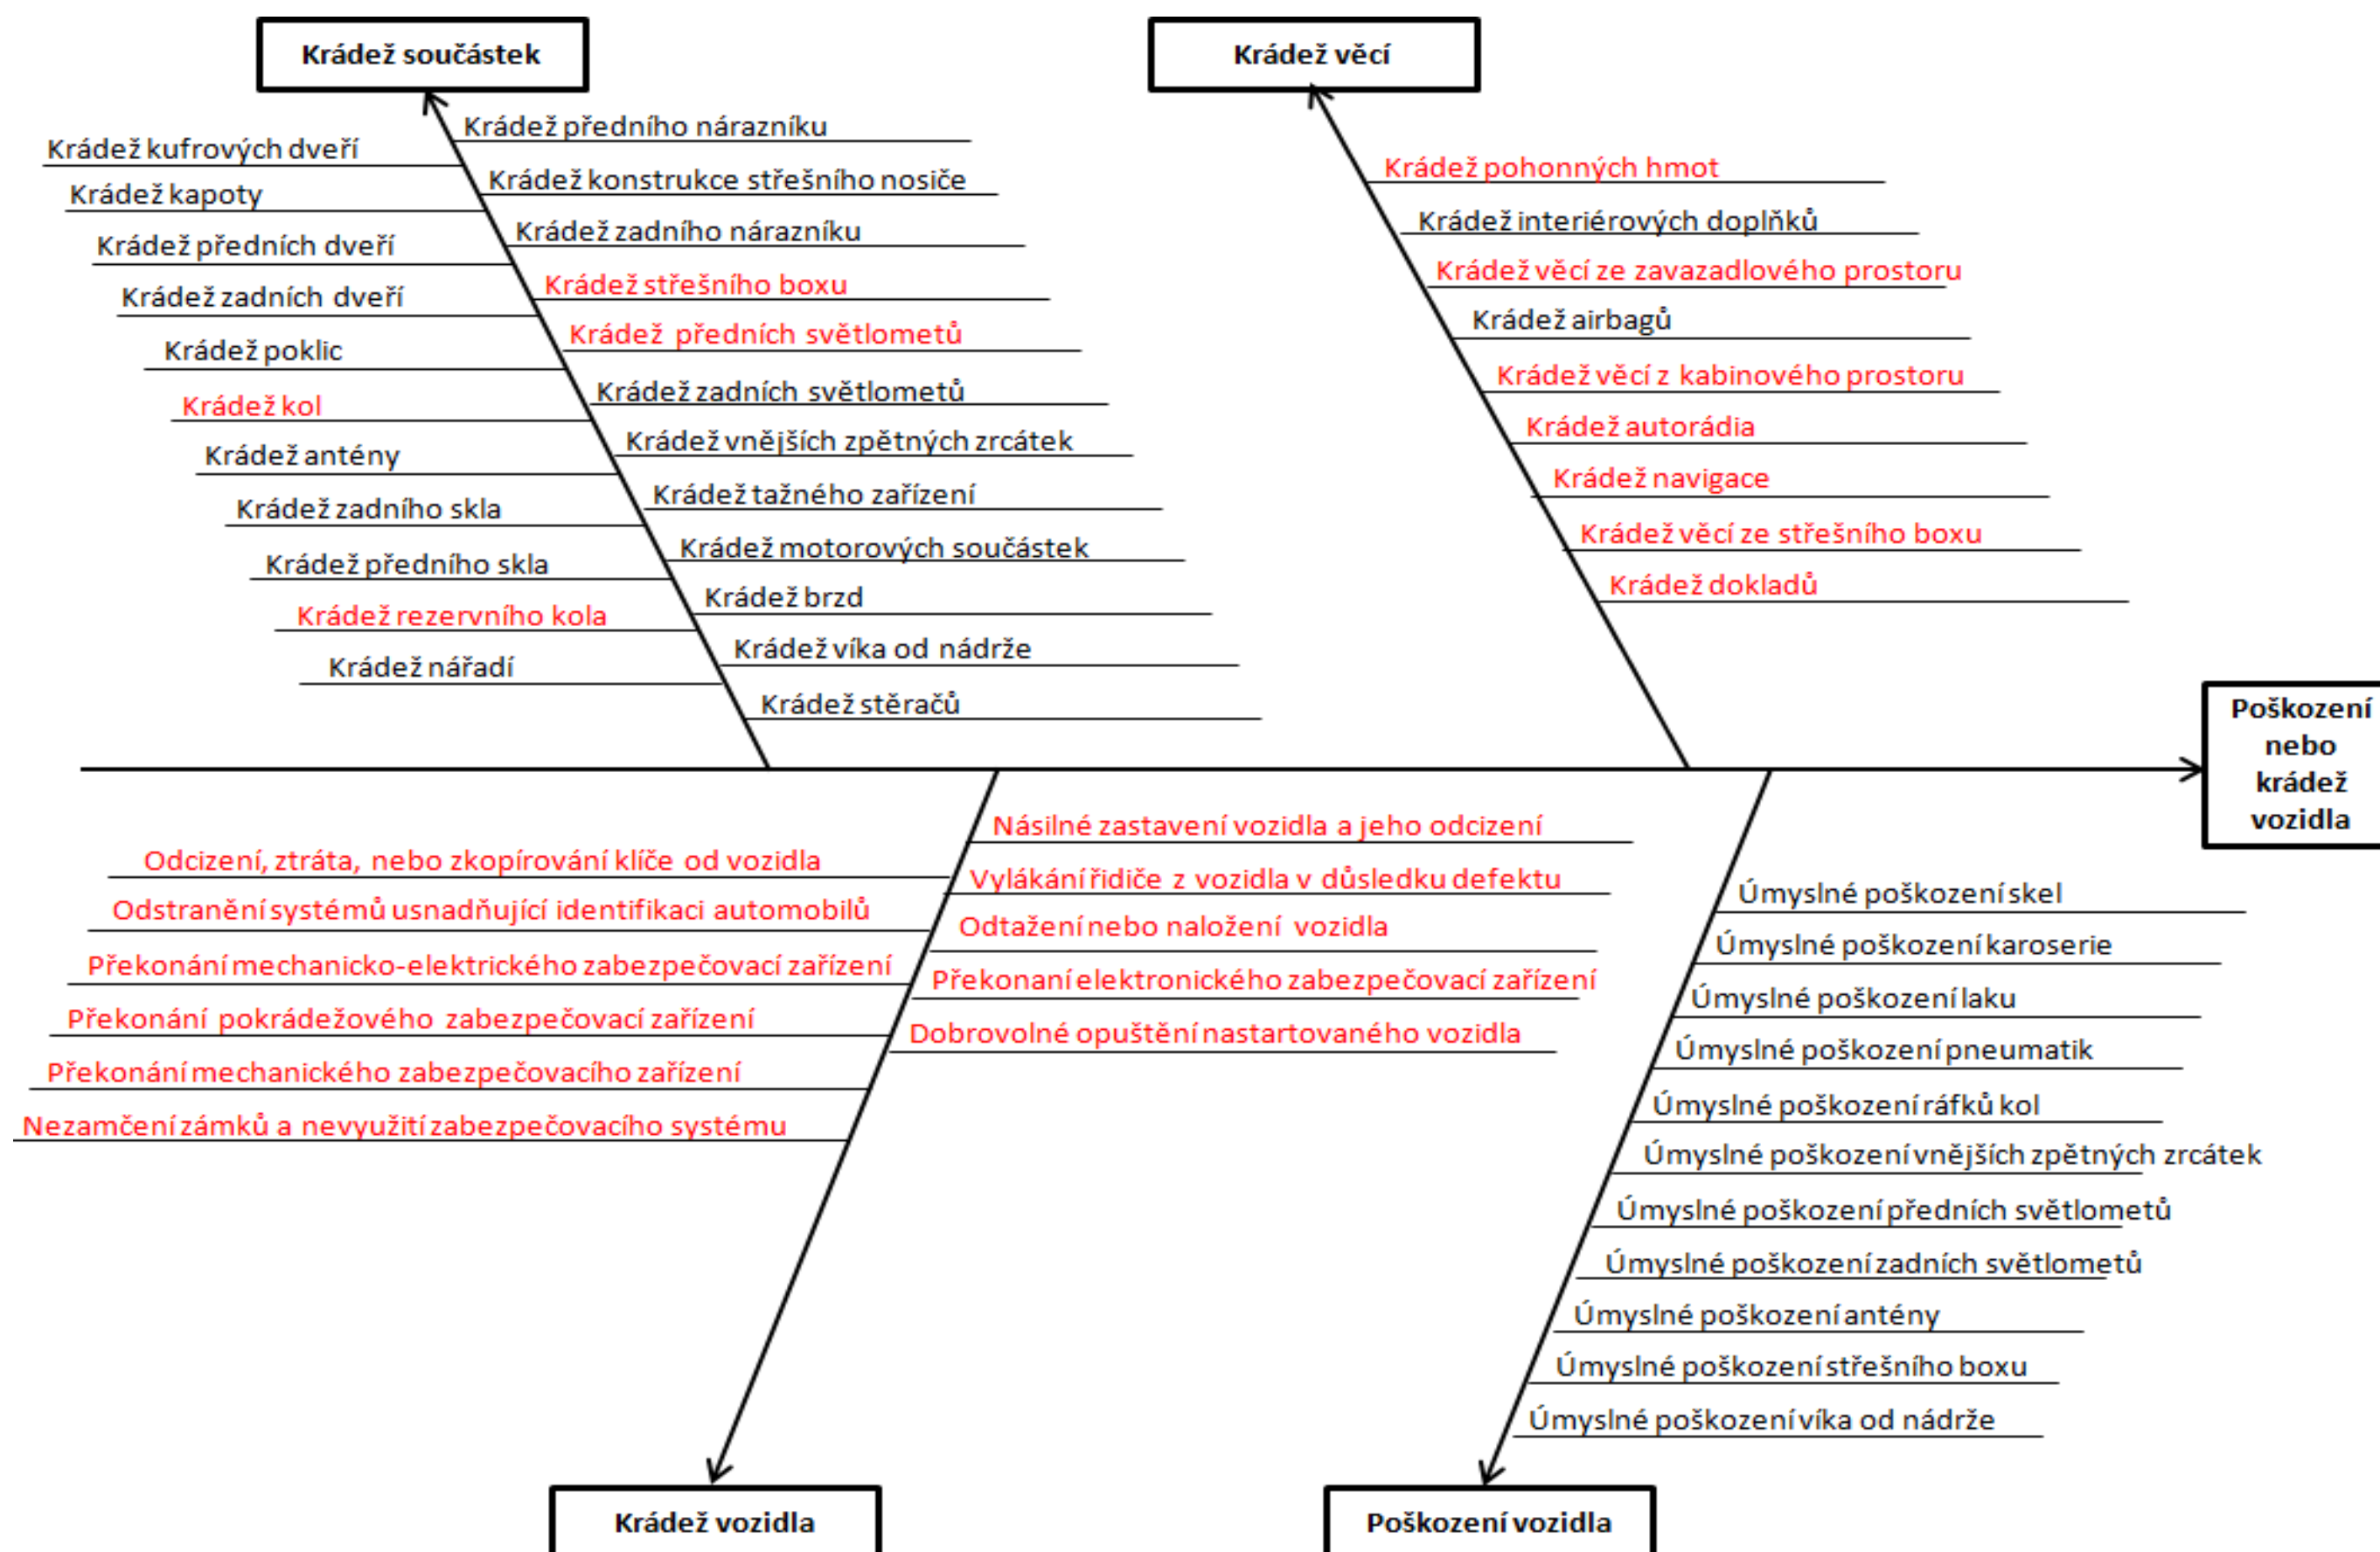 Krádež součástek
Krádež věcí
Krádež kufrových dveří
Krádež kapoty
Krádež předních dveří
Krádež zadních dveří
Krádež poklic
Krádež kol
Krádež antény
Krádež zadního skla
Krádež předního skla
Krádež rezervního kola
Krádež nářadí
Krádež předního nárazníku
Krádež konstrukce střešního nosiče
Krádež zadního nárazníku
Krádež střešního boxu
Krádež předních světlometů
Krádež zadních světlometů
Krádež vnějších zpětných zrcátek
Krádež tažného zařízení
Krádež motorových součástek
Krádež brzd
Krádež víka od nádrže
Krádež stěračů
Krádež pohonných hmot
Krádež interiérových doplňků
Krádež věcí ze zavazadlového prostoru
Krádež airbagů
Krádež věcí z kabinového prostoru
Krádež autorádia
Krádež navigace
Krádež věcí ze střešního boxu
Krádež dokladů
Poškození
nebo
krádež
vozidla
Odcizení, ztráta, nebo zkopírování klíče od vozidla
Odstranění systémů usnadňující identifikaci automobilů
Překonání mechanicko-elektrického zabezpečovací zařízení
Překonání pokrádežového zabezpečovací zařízení
Překonání mechanického zabezpečovacího zařízení
Nezamčení zámků a nevyužití zabezpečovacího systému
Násilné zastavení vozidla a jeho odcizení
Vylákání řidiče z vozidla v důsledku defektu
Odtažení nebo naložení vozidla
Překonaní elektronického zabezpečovací zařízení
Dobrovolné opuštění nastartovaného vozidla
Úmyslné poškození skel
Úmyslné poškození karoserie
Úmyslné poškození laku
Úmyslné poškození pneumatik
Úmyslné poškození ráfků kol
Úmyslné poškození vnějších zpětných zrcátek
Úmyslné poškození předních světlometů
Úmyslné poškození zadních světlometů
Úmyslné poškození antény
Úmyslné poškození střešního boxu
Úmyslné poškození víka od nádrže
Krádež vozidla
Poškození vozidla